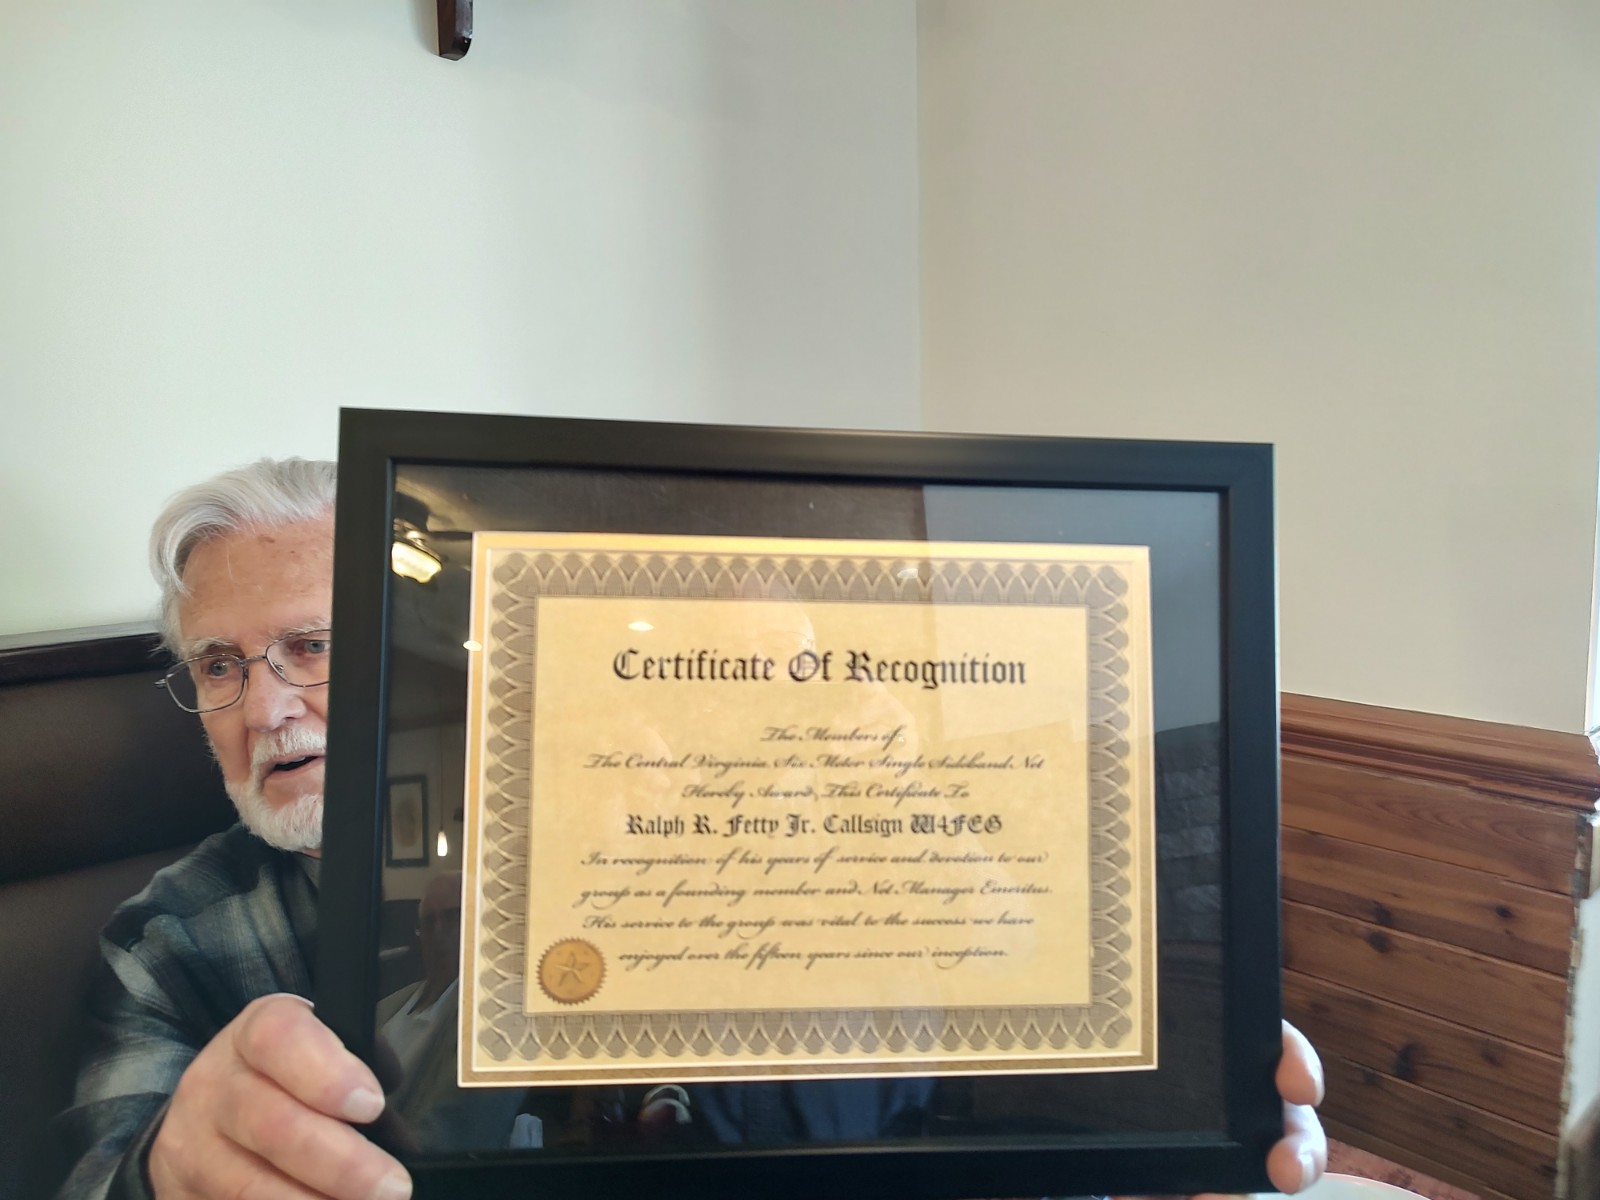 Certificate Of Recognition
The Members of
The Central Virginia Six Meter Single Sideband Net
Hereby Award, This Certificate To
Ralph R. Fetty Jr. Callsign W4FEG
In recognition of his years of service and devotion to our
group as a founding member and Net Manager Emeritus.
His service to the group was vital to the success we have
enjoyed over the fifteen years since our inception.